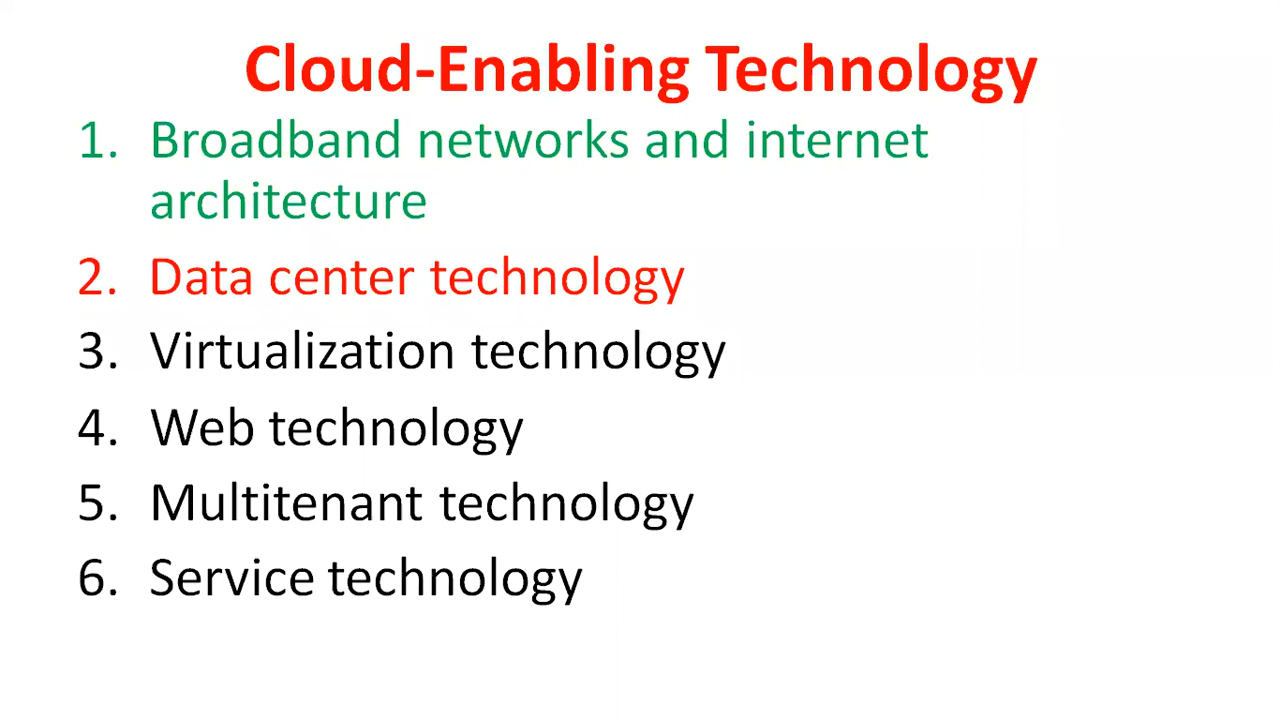 Cloud-Enabling Technology
1. Broadband networks and internet
architecture
2. Data center technology
3. Virtualization technology
4. Web technology
5. Multitenant technology
6. Service technology